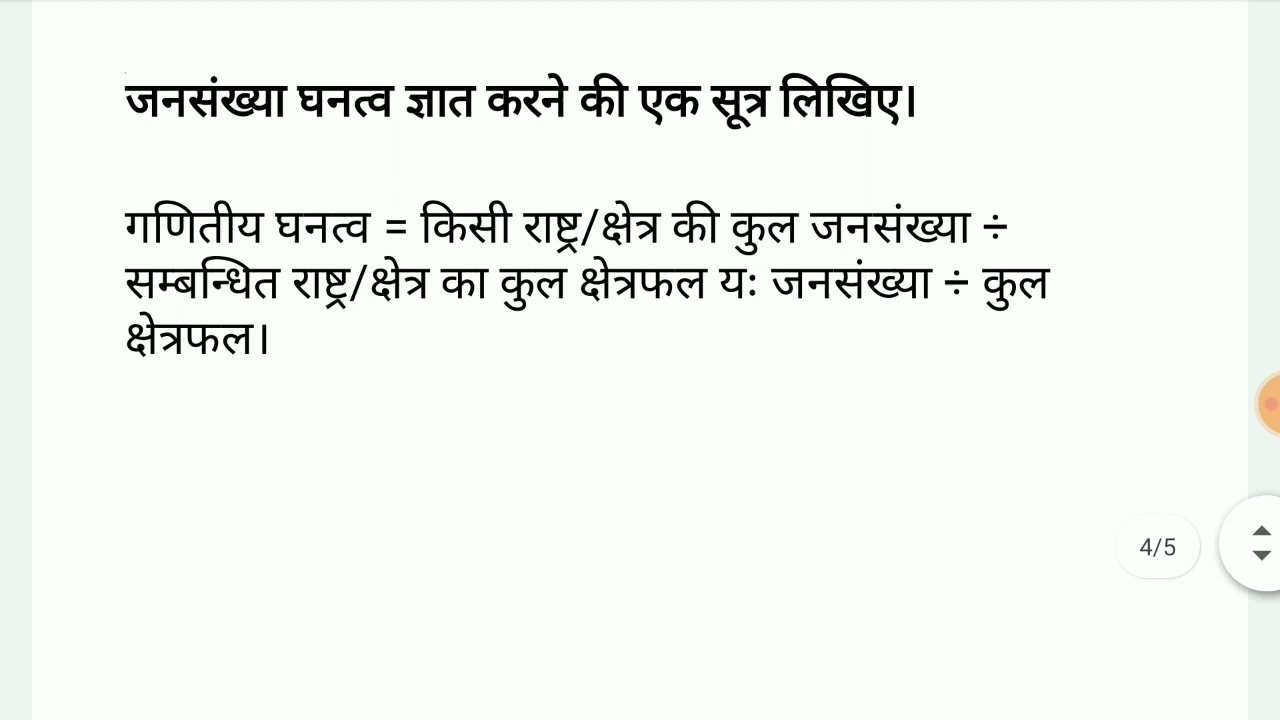 जनसंख्या घनत्व ज्ञात करने की एक सूत्र लिखिए।
गणितीय घनत्व = किसी राष्ट्र/क्षेत्र की कुल जनसंख्या ÷
सम्बन्धित राष्ट्र/क्षेत्र का कुल क्षेत्रफल यः जनसंख्या ÷ कुल
क्षेत्रफल।
4/5